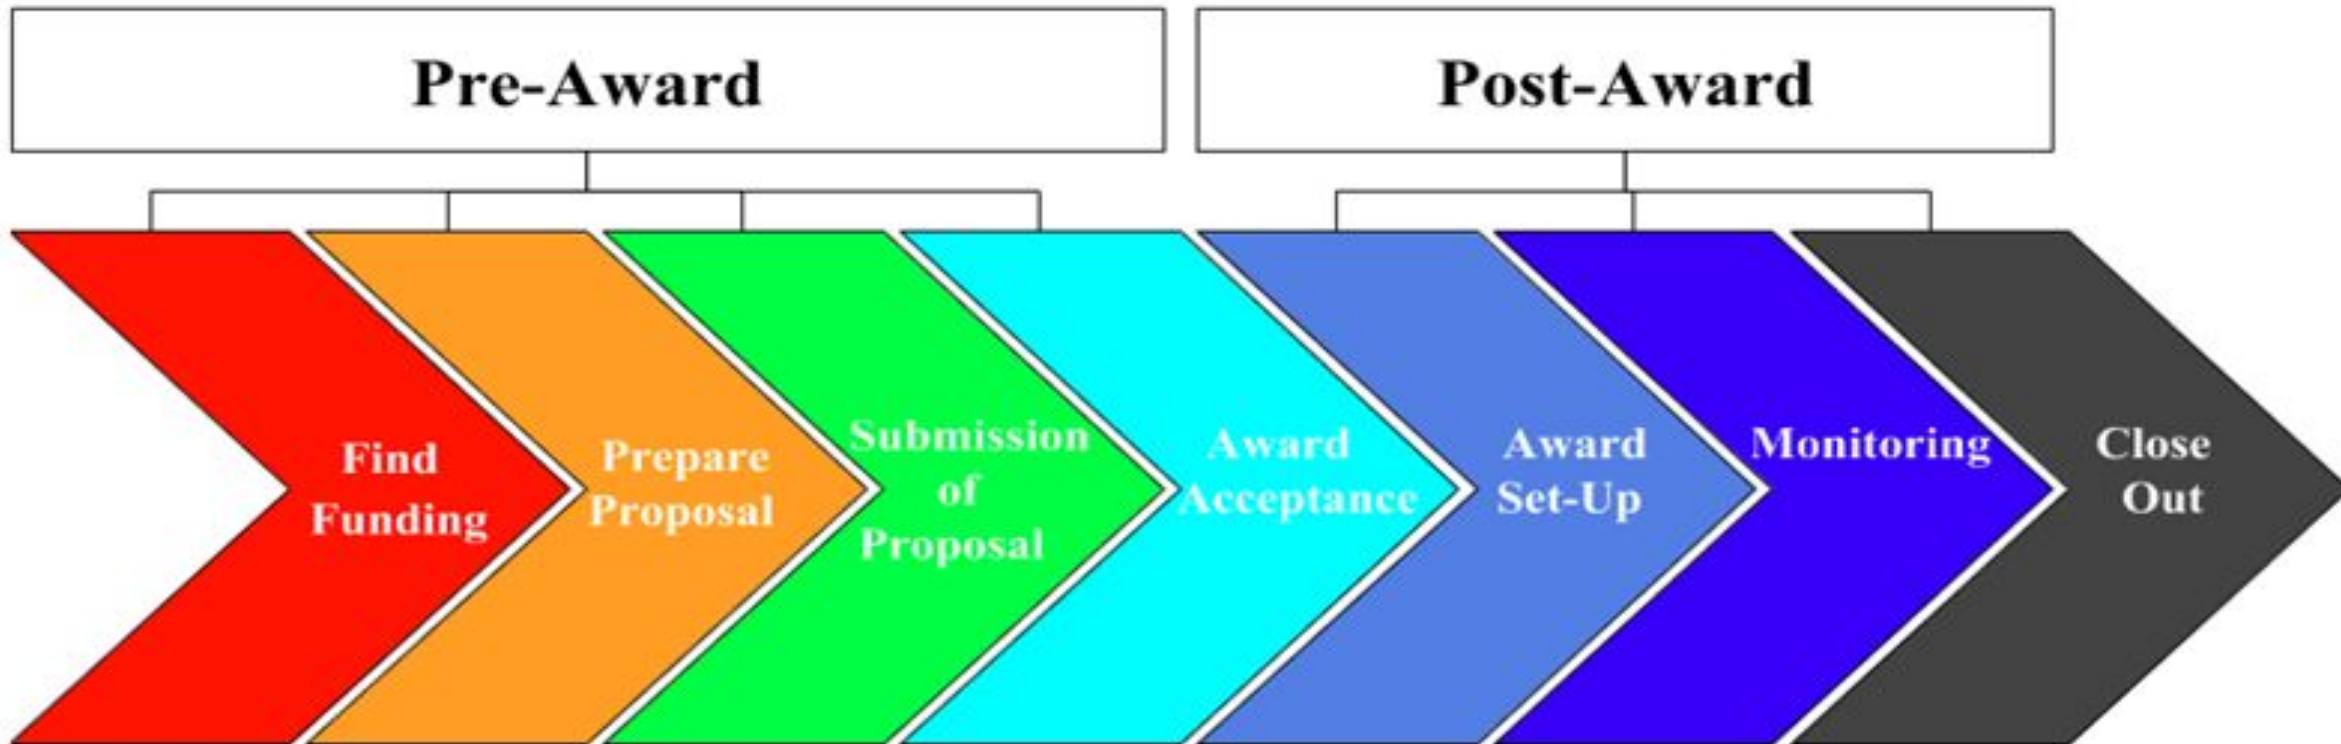 Pre-Award
Post-Award
Find
Funding
Prepare
Proposal
Submission
of
Proposal
Award
Acceptance
Award
Set-Up
Monitoring
Close
Out